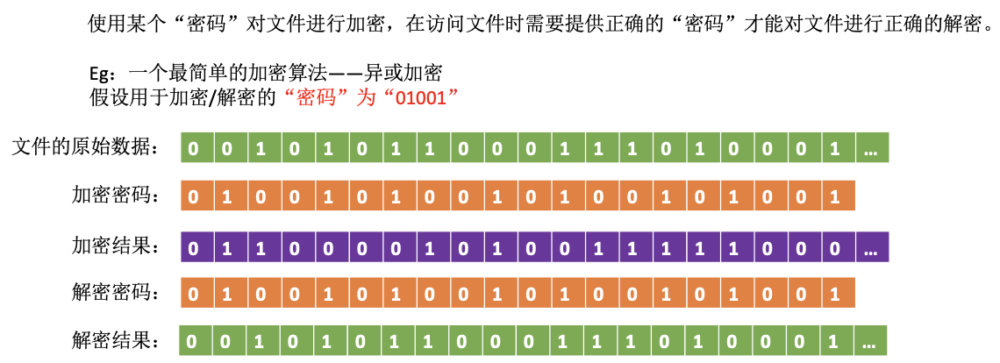 使用某个“密码”对文件进行加密，在访问文件时需要提供正确的“密码”才能对文件进行正确的解密。
Eg：一个最简单的加密算法——异或加密
假设用于加密/解密的“密码”为“01001”
文件的原始数据： 0 0 1 0 1 0 1 1 0 0 0 1 1 1 0 1 0 0 0 1 ...
加密密码： 0 1 0 0 1 0 1 0 0 1 0 1 0 0 1 0 1 0 0 1
加密结果： 0 1 1 0 0 0 0 1 0 1 0 0 1 1 1 1 1 0 0 0 ...
解密密码： 0 1 0 0 1 0 1 0 0 1 0 1 0 0 1 0 1 0 0 1
解密结果： 0 0 1 0 1 0 1 1 0 0 0 1 1 1 0 1 0 0 0 1 ...